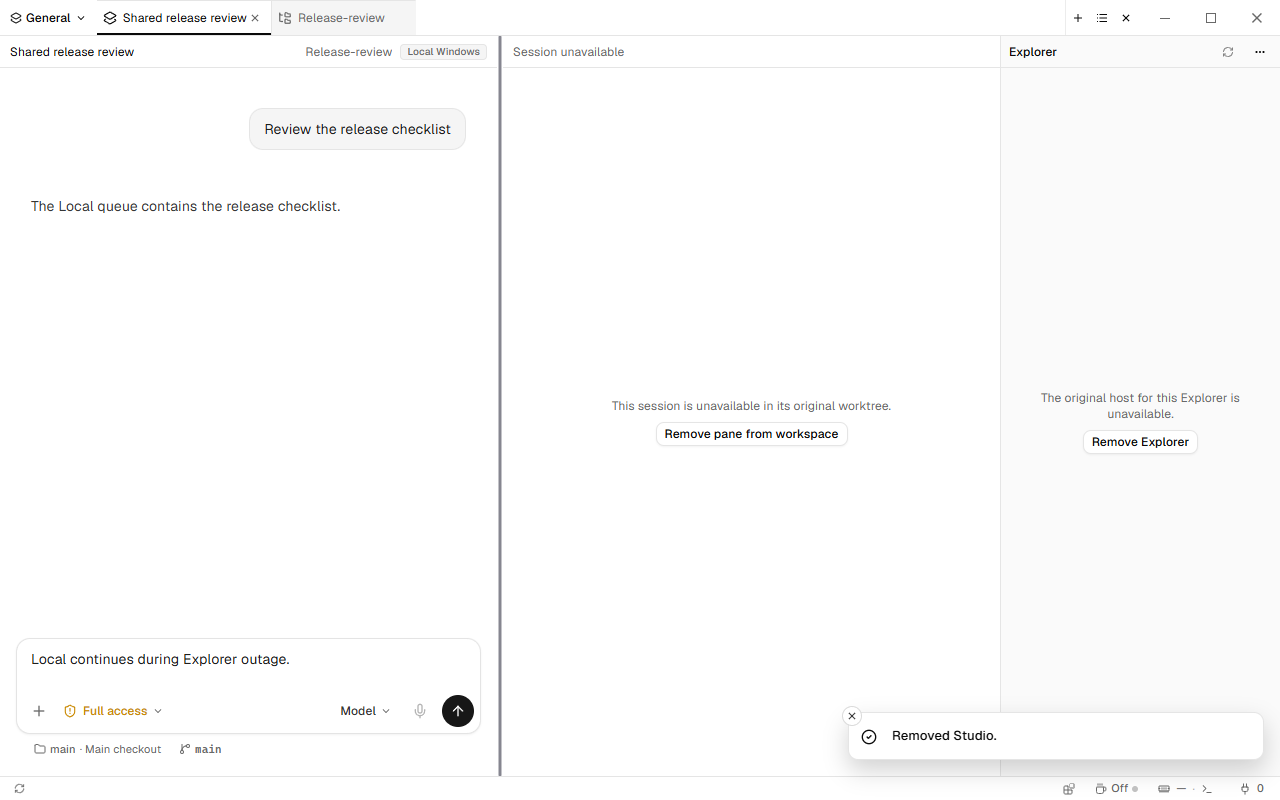 General
Shared release review
Release-review
Shared release review
Release-review
Local Windows
Session unavailable
Explorer
Review the release checklist
The Local queue contains the release checklist.
This session is unavailable in its original worktree.
Remove pane from workspace
The original host for this Explorer is
unavailable.
Remove Explorer
Local continues during Explorer outage.
Full access
Model
main · Main checkout
main
Removed Studio.
Off
— ·
0